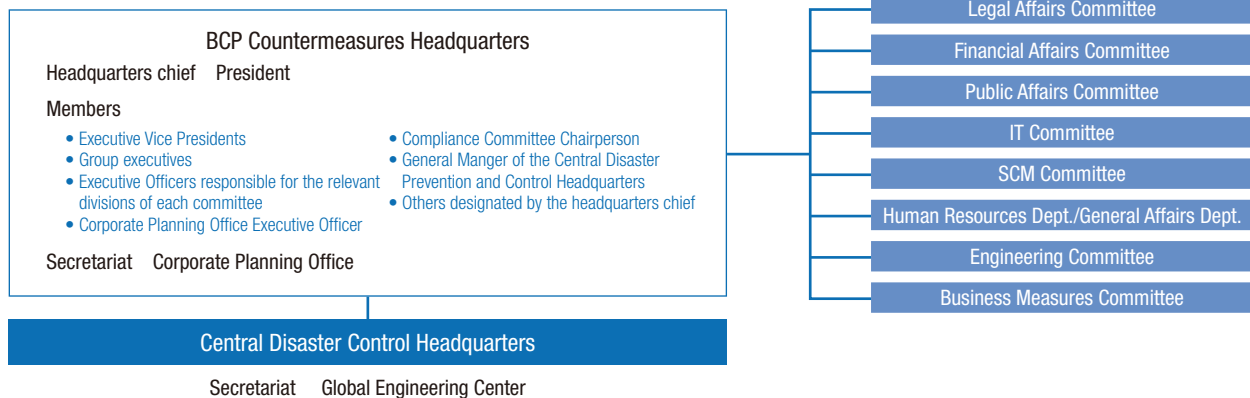 BCP Countermeasures Headquarters
Headquarters chief President
Members
• Executive Vice Presidents
• Group executives
• Executive Officers responsible for the relevant
divisions of each committee
• Corporate Planning Office Executive Officer
• Compliance Committee Chairperson
• General Manger of the Central Disaster
Prevention and Control Headquarters
• Others designated by the headquarters chief
Secretariat Corporate Planning Office
Central Disaster Control Headquarters
Secretariat Global Engineering Center
Legal Affairs Committee
Financial Affairs Committee
Public Affairs Committee
IT Committee
SCM Committee
Human Resources Dept./General Affairs Dept.
Engineering Committee
Business Measures Committee